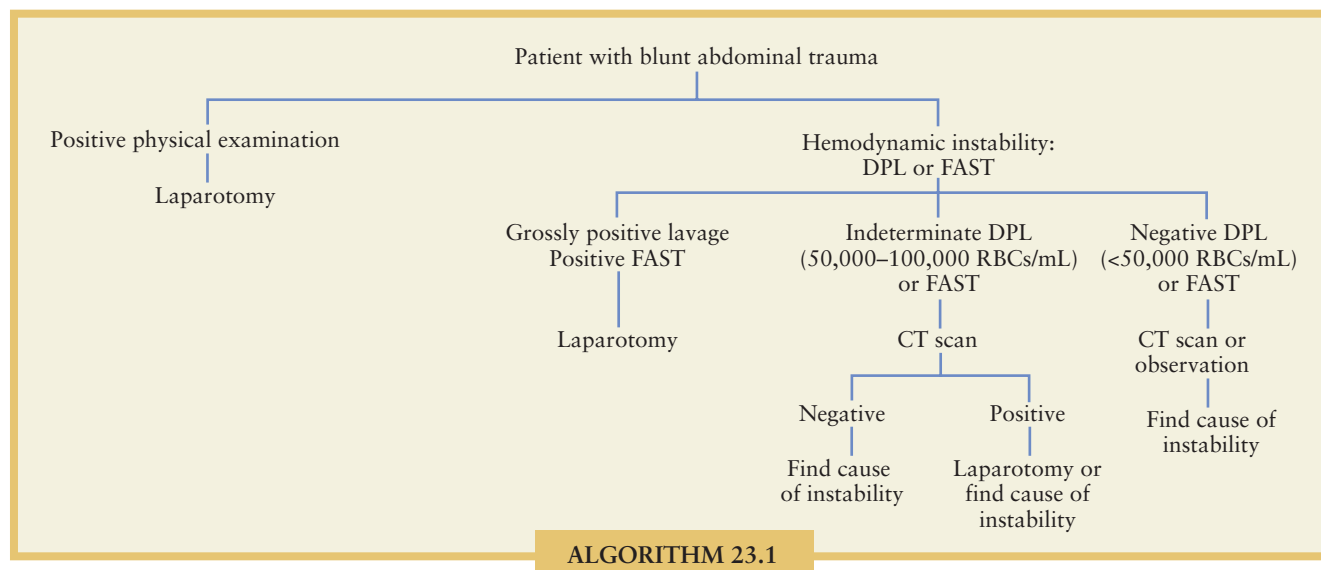 Patient with blunt abdominal trauma
Positive physical examination
Laparotomy
Hemodynamic instability:
DPL or FAST
Grossly positive lavage
Positive FAST
Laparotomy
Indeterminate DPL
(50,000–100,000 RBCs/mL)
or FAST
CT scan
Negative
Find cause
of instability
Positive
Laparotomy or
find cause of
instability
Negative DPL
(<50,000 RBCs/mL)
or FAST
CT scan or
observation
Find cause of
instability
ALGORITHM 23.1